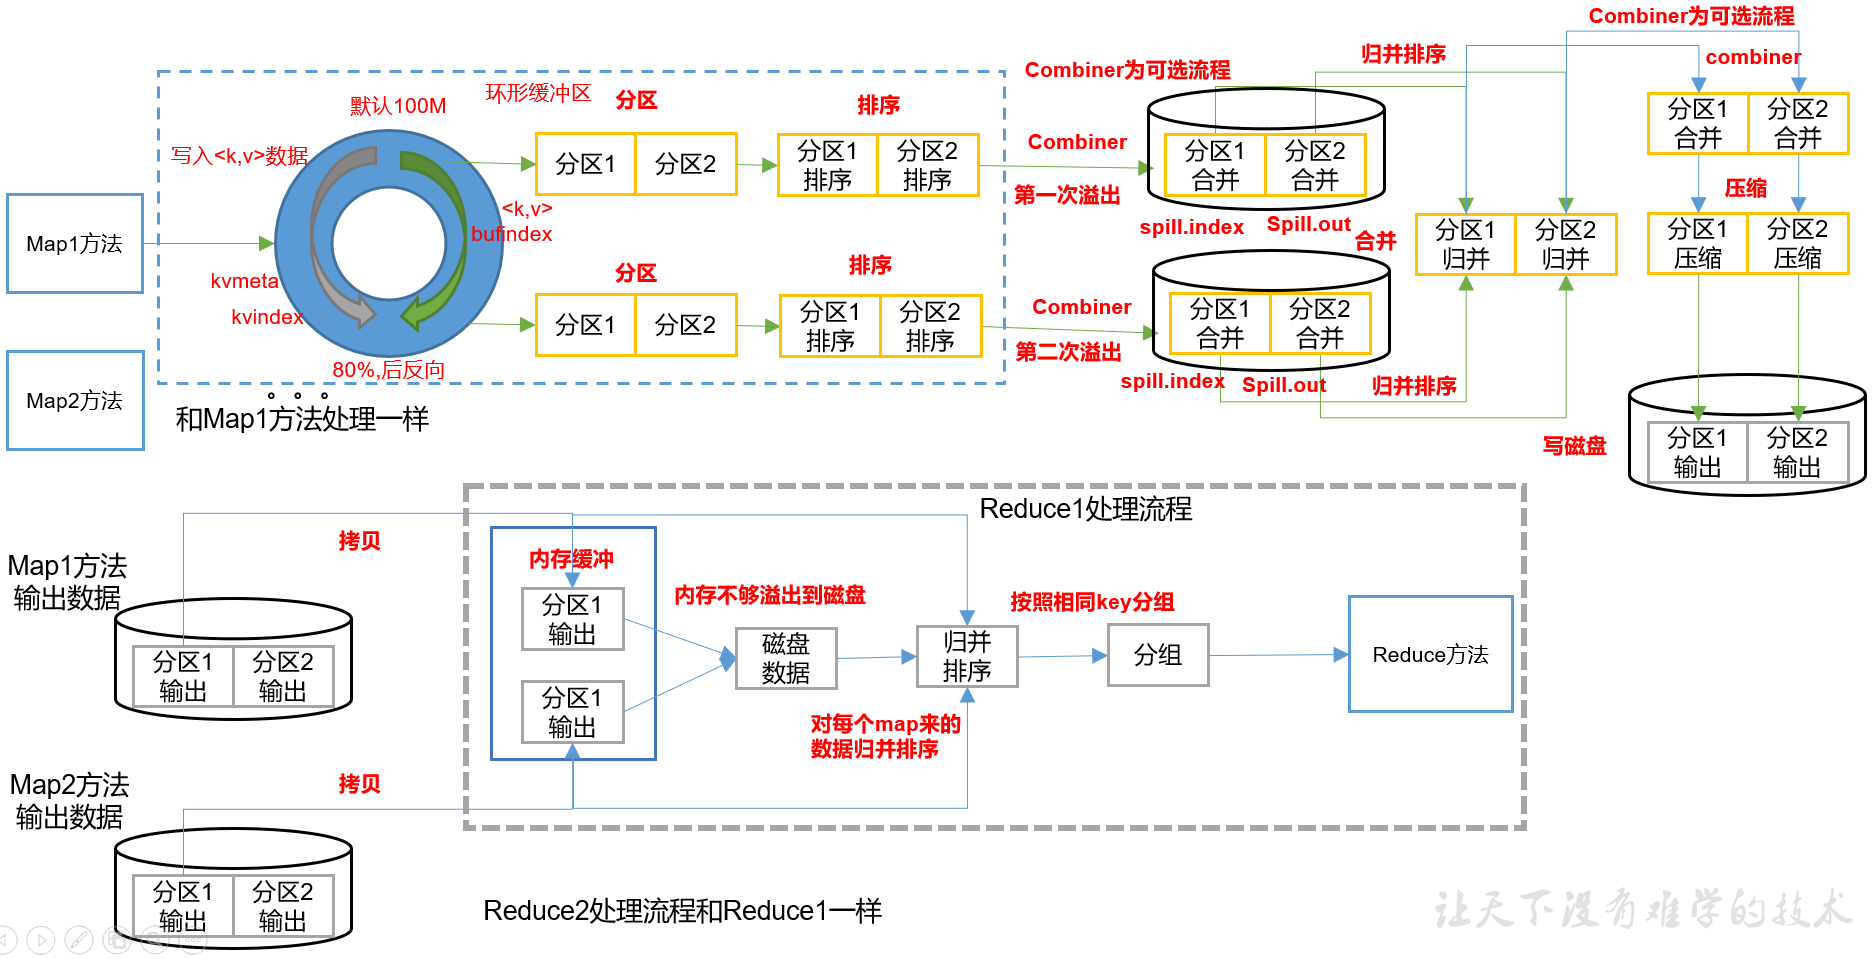 Combiner为可选流程
归并排序
combiner
Combiner为可选流程
默认100M
环形缓冲区
分区
排序
写入<k,v>数据
分区1
分区2
分区1
排序
分区2
排序
Combiner
第一次溢出
分区1
合并
分区2
合并
分区1
合并
分区2
合并
压缩
Map1方法
<k,v>
bufindex
kvmeta
kvindex
80%,后反向
spill.index
Spill.out
合并
分区1
归并
分区2
归并
分区1
压缩
分区2
压缩
分区
排序
分区1
分区2
分区1
排序
分区2
排序
Combiner
第二次溢出
分区1
合并
分区2
合并
spill.index
Spill.out
归并排序
Map2方法
。。。
和Map1方法处理一样
写磁盘
分区1
输出
分区2
输出
Reduce1处理流程
拷贝
Map1方法
输出数据
分区1
输出
分区2
输出
内存缓冲
分区1
输出
分区1
输出
内存不够溢出到磁盘
磁盘
数据
归并
排序
按照相同key分组
分组
Reduce方法
对每个map来的
数据归并排序
拷贝
Map2方法
输出数据
分区1
输出
分区2
输出
Reduce2处理流程和Reduce1一样
让天下没有难学的技术